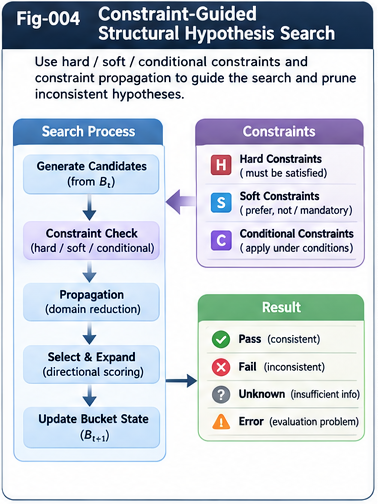 Fig-004
Constraint-Guided
Structural Hypothesis Search
Use hard / soft / conditional constraints and
constraint propagation to guide the search and prune
inconsistent hypotheses.
Search Process
Generate Candidates
(from Bₜ)
Constraint Check
(hard / soft / conditional)
Propagation
(domain reduction)
Select & Expand
(directional scoring)
Update Bucket State
(Bₜ₊₁)
Constraints
H
Hard Constraints
( must be satisfied)
S
Soft Constraints
( prefer, not / mandatory)
C
Conditional Constraints
( apply under conditions)
Result
Pass (consistent)
Fail (inconsistent)
? Unknown (insufficient info)
! Error (evaluation problem)